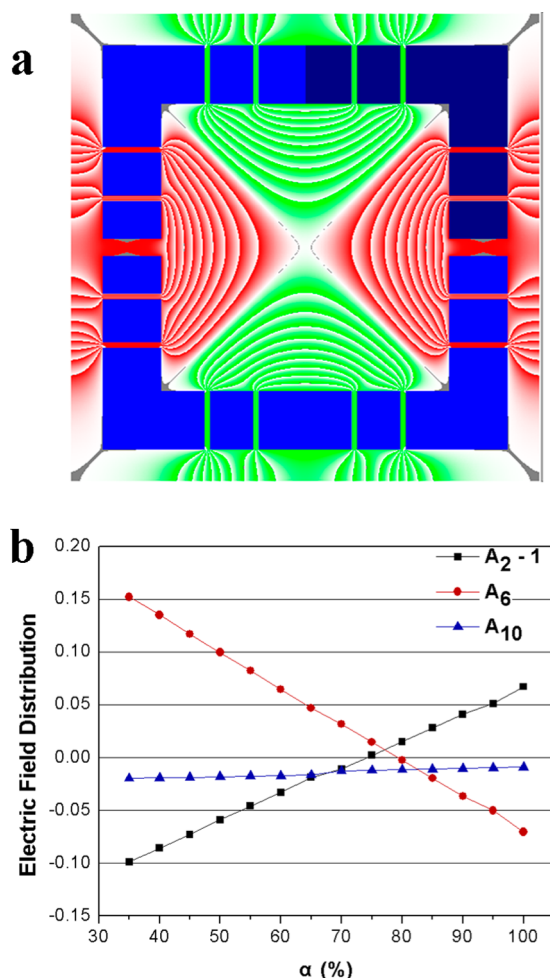 a
b
0.20
0.15
0.10
0.05
0.00
-0.05
-0.10
-0.15
Electric Field Distribution
A2 - 1
A6
A10
30 40 50 60 70 80 90 100
α (%)